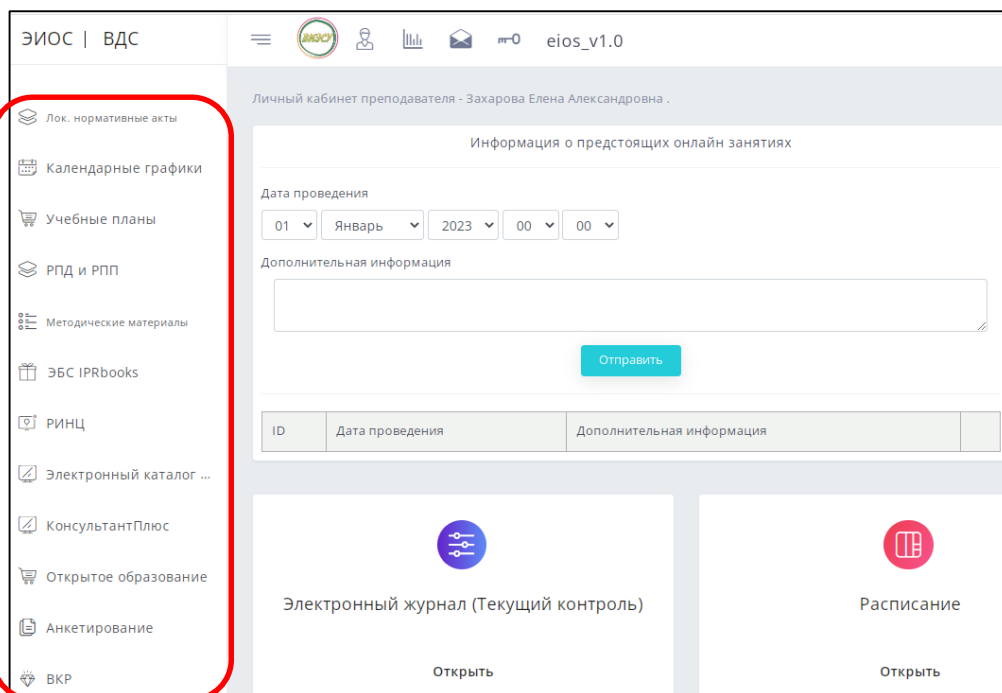 ЭИОС | ВДС
eios_v1.0
Лок. нормативные акты
Календарные графики
Учебные планы
РПД и РПП
Методические материалы
ЭБС IPRbooks
РИНЦ
Электронный каталог ...
КонсультантПлюс
Открытое образование
Анкетирование
ВКР
Личный кабинет преподавателя - Захарова Елена Александровна .
Информация о предстоящих онлайн занятиях
Дата проведения
01 Январь 2023 00 00
Дополнительная информация
Отправить
ID Дата проведения Дополнительная информация
Электронный журнал (Текущий контроль)
Открыть
Расписание
Открыть